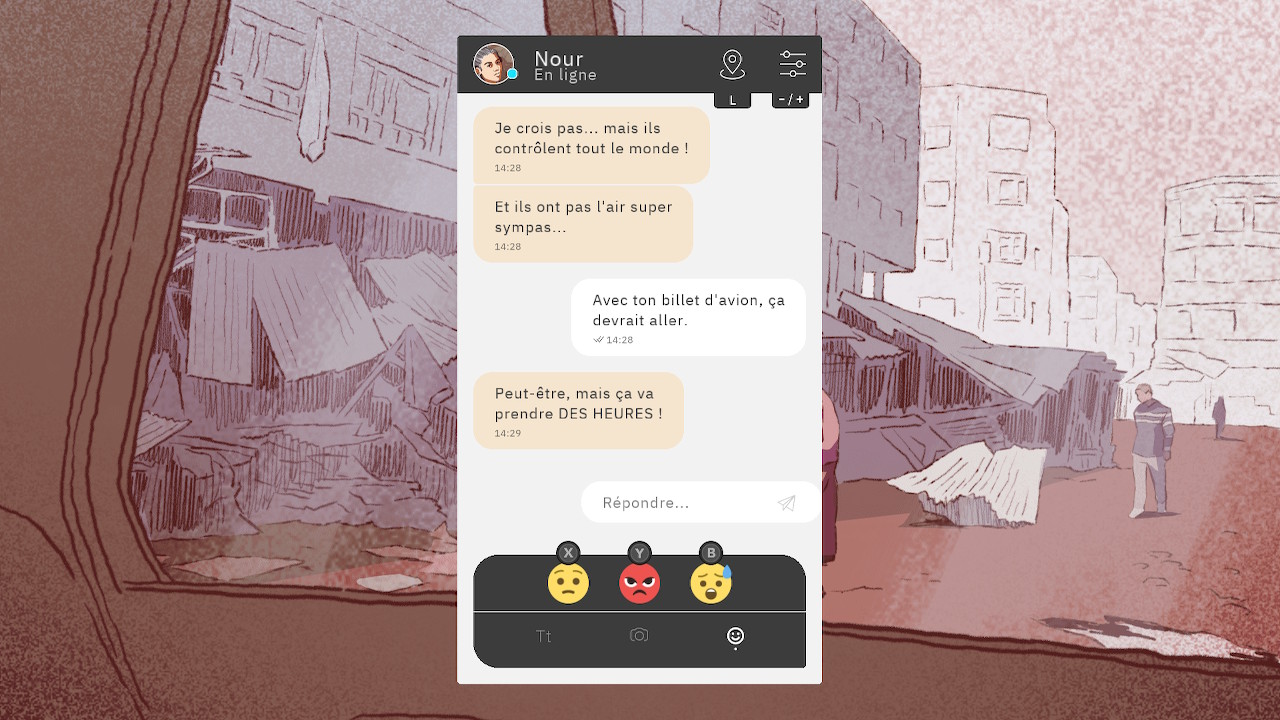 Nour
En ligne
L
-/+
Je crois pas... mais ils
contrôlent tout le monde !
14:28
Et ils ont pas l'air super
sympas...
14:28
Avec ton billet d'avion, ça
devrait aller.
14:28
Peut-être, mais ça va
prendre DES HEURES !
14:29
Répondre...
X Y B
Tt